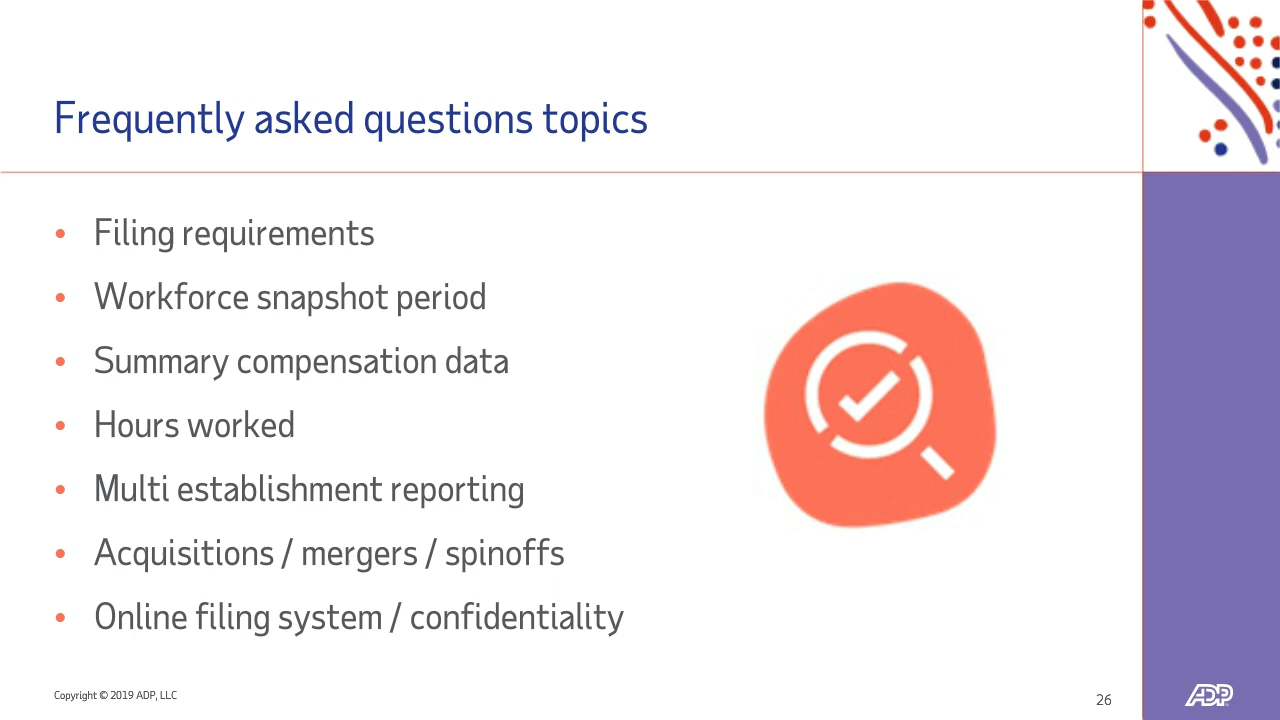 Frequently asked questions topics
• Filing requirements
• Workforce snapshot period
• Summary compensation data
• Hours worked
• Multi establishment reporting
• Acquisitions / mergers / spinoffs
• Online filing system / confidentiality
Copyright © 2019 ADP, LLC
26
ADP